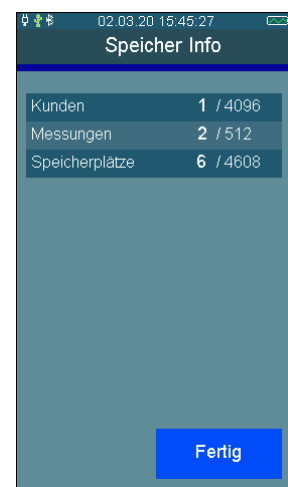 02.03.20 15:45:27
Speicher Info
Kunden 1 / 4096
Messungen 2 / 512
Speicherplätze 6 / 4608
Fertig